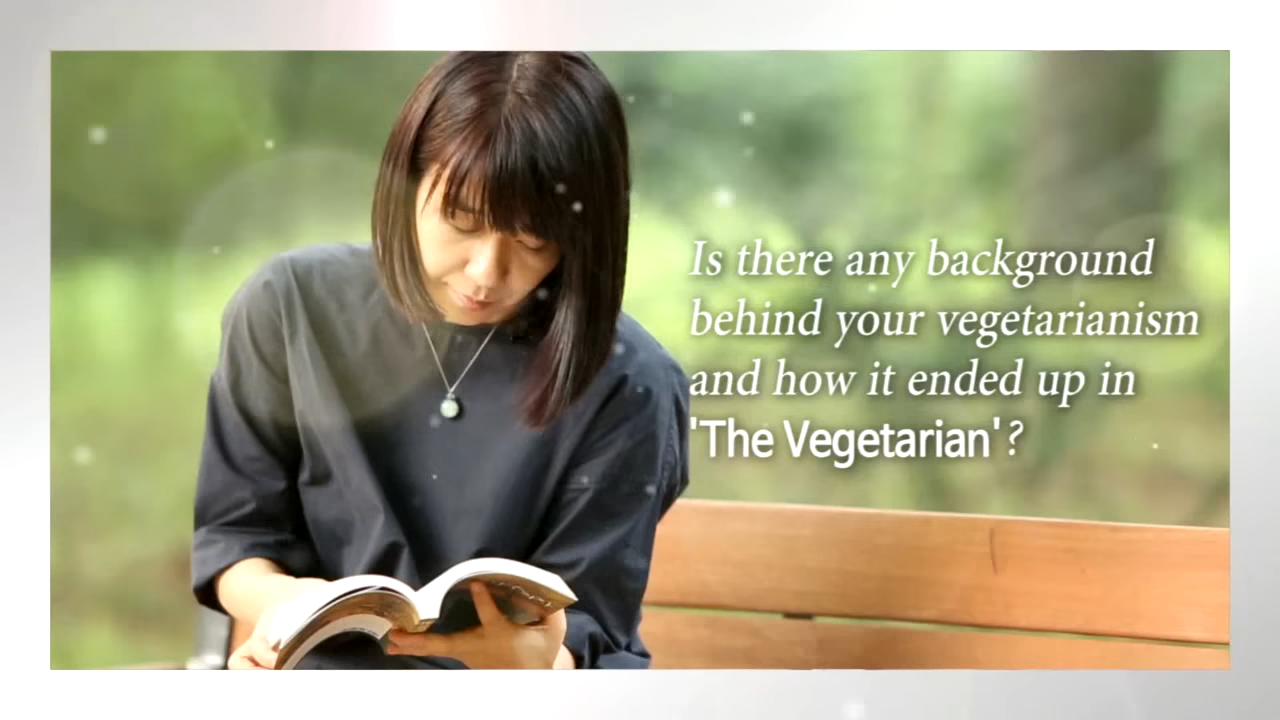 Is there any background
behind your vegetarianism
and how it ended up in
'The Vegetarian'?